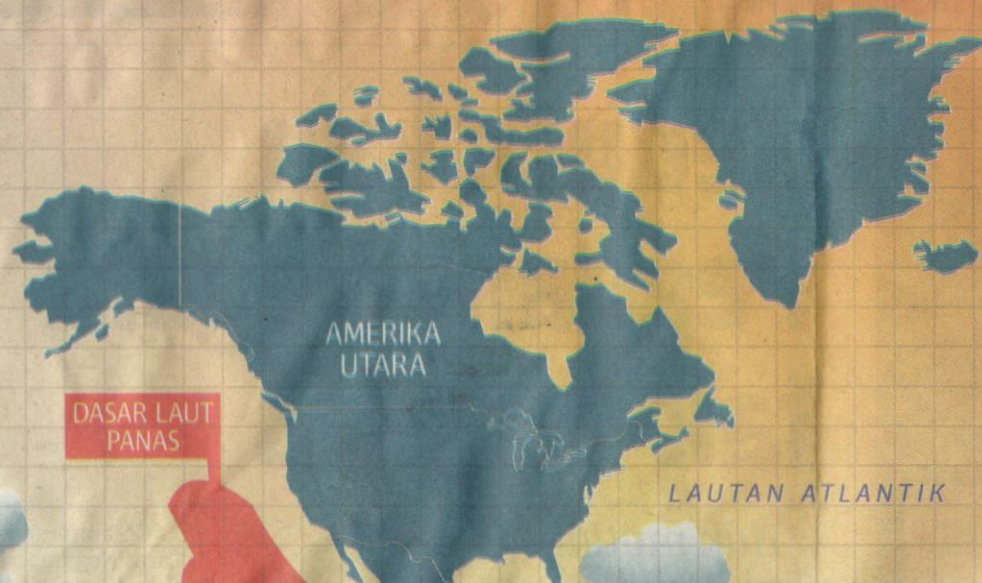 AMERIKA
UTARA
DASAR LAUT
PANAS
LAUTAN ATLANTIK